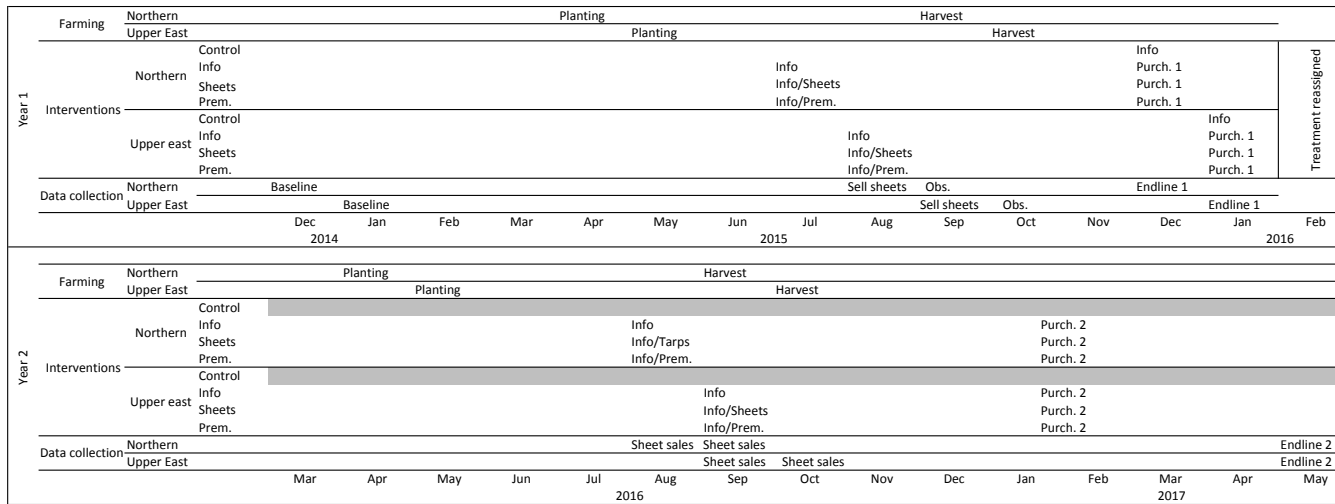 Farming Northern Planting Harvest
Upper East Planting Harvest
Year 1
Interventions
Northern
Control Info
Info Info Purch. 1
Sheets Info/Sheets Purch. 1
Prem. Info/Prem. Purch. 1
Upper east
Control Info
Info Info Purch. 1
Sheets Info/Sheets Purch. 1
Prem. Info/Prem. Purch. 1
Treatment reassigned
Data collection Northern Baseline Sell sheets Obs. Endline 1
Upper East Baseline Sell sheets Obs. Endline 1
Dec Jan Feb Mar Apr May Jun Jul Aug Sep Oct Nov Dec Jan Feb
2014 2015 2016
Farming Northern Planting Harvest
Upper East Planting Harvest
Year 2
Interventions
Northern
Control
Info Info Purch. 2
Sheets Info/Tarps Purch. 2
Prem. Info/Prem. Purch. 2
Upper east
Control
Info Info Purch. 2
Sheets Info/Sheets Purch. 2
Prem. Info/Prem. Purch. 2
Data collection Northern Sheet sales Sheet sales Endline 2
Upper East Sheet sales Sheet sales Endline 2
Mar Apr May Jun Jul Aug Sep Oct Nov Dec Jan Feb Mar Apr May
2016 2017